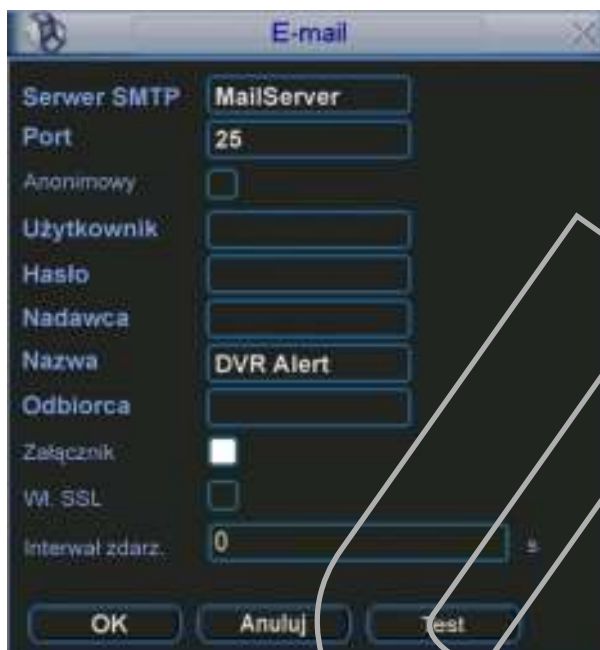 E-mail
Serwer SMTP MailServer
Port 25
Anonimowy
Użytkownik
Hasło
Nadawca
Nazwa DVR Alert
Odbiorca
Załącznik
Wł. SSL
Interwał zdarz. 0 s
OK Anuluj Test